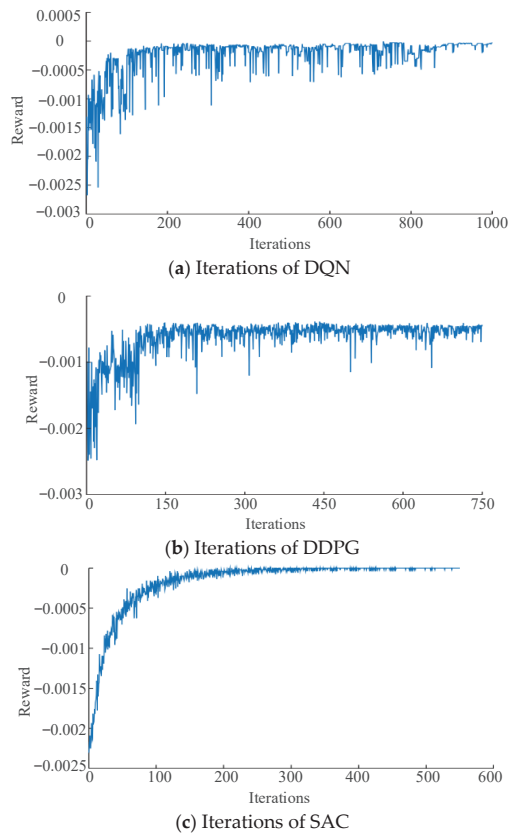 0.0005
0
−0.0005
−0.001
−0.0015
−0.002
−0.0025
−0.003
Reward
0 200 400 600 800 1000
Iterations
(a) Iterations of DQN
0
−0.001
−0.002
−0.003
Reward
0 150 300 450 600 750
Iterations
(b) Iterations of DDPG
0
−0.0005
−0.001
−0.0015
−0.002
−0.0025
Reward
0 100 200 300 400 500 600
Iterations
(c) Iterations of SAC